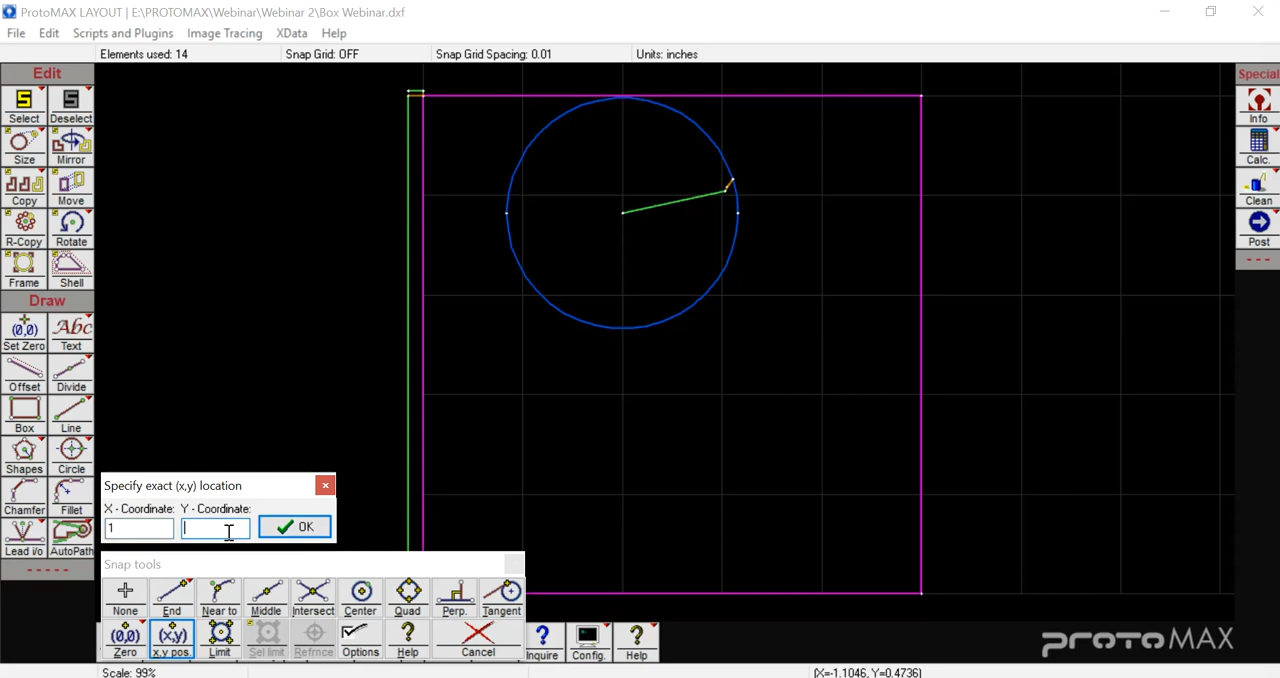 ProtoMAX LAYOUT | E:\PROTOMAX\Webinar\Webinar 2\Box Webinar.dxf
File Edit Scripts and Plugins Image Tracing XData Help
Elements used: 14 Snap Grid: OFF Snap Grid Spacing: 0.01 Units: inches
Edit
Select Deselect
Size Mirror
Copy Move
R-Copy Rotate
Frame Shell
Draw
(0,0) Abc
Set Zero Text
Offset Divide
Box Line
Shapes Circle
Chamfer Fillet
Lead i/o AutoPath
Special
Info
Calc.
Clean
Post
Specify exact (x,y) location
X - Coordinate: Y - Coordinate:
1 OK
Snap tools
None End Near to Middle Intersect Center Quad Perp. Tangent
(0,0) (x,y)
Zero x,y pos. Limit Sel limit Refrnce Options Help Cancel
Inquire Config. Help
PROTOMAX
Scale: 99% X=-1.1046, Y=0.4736